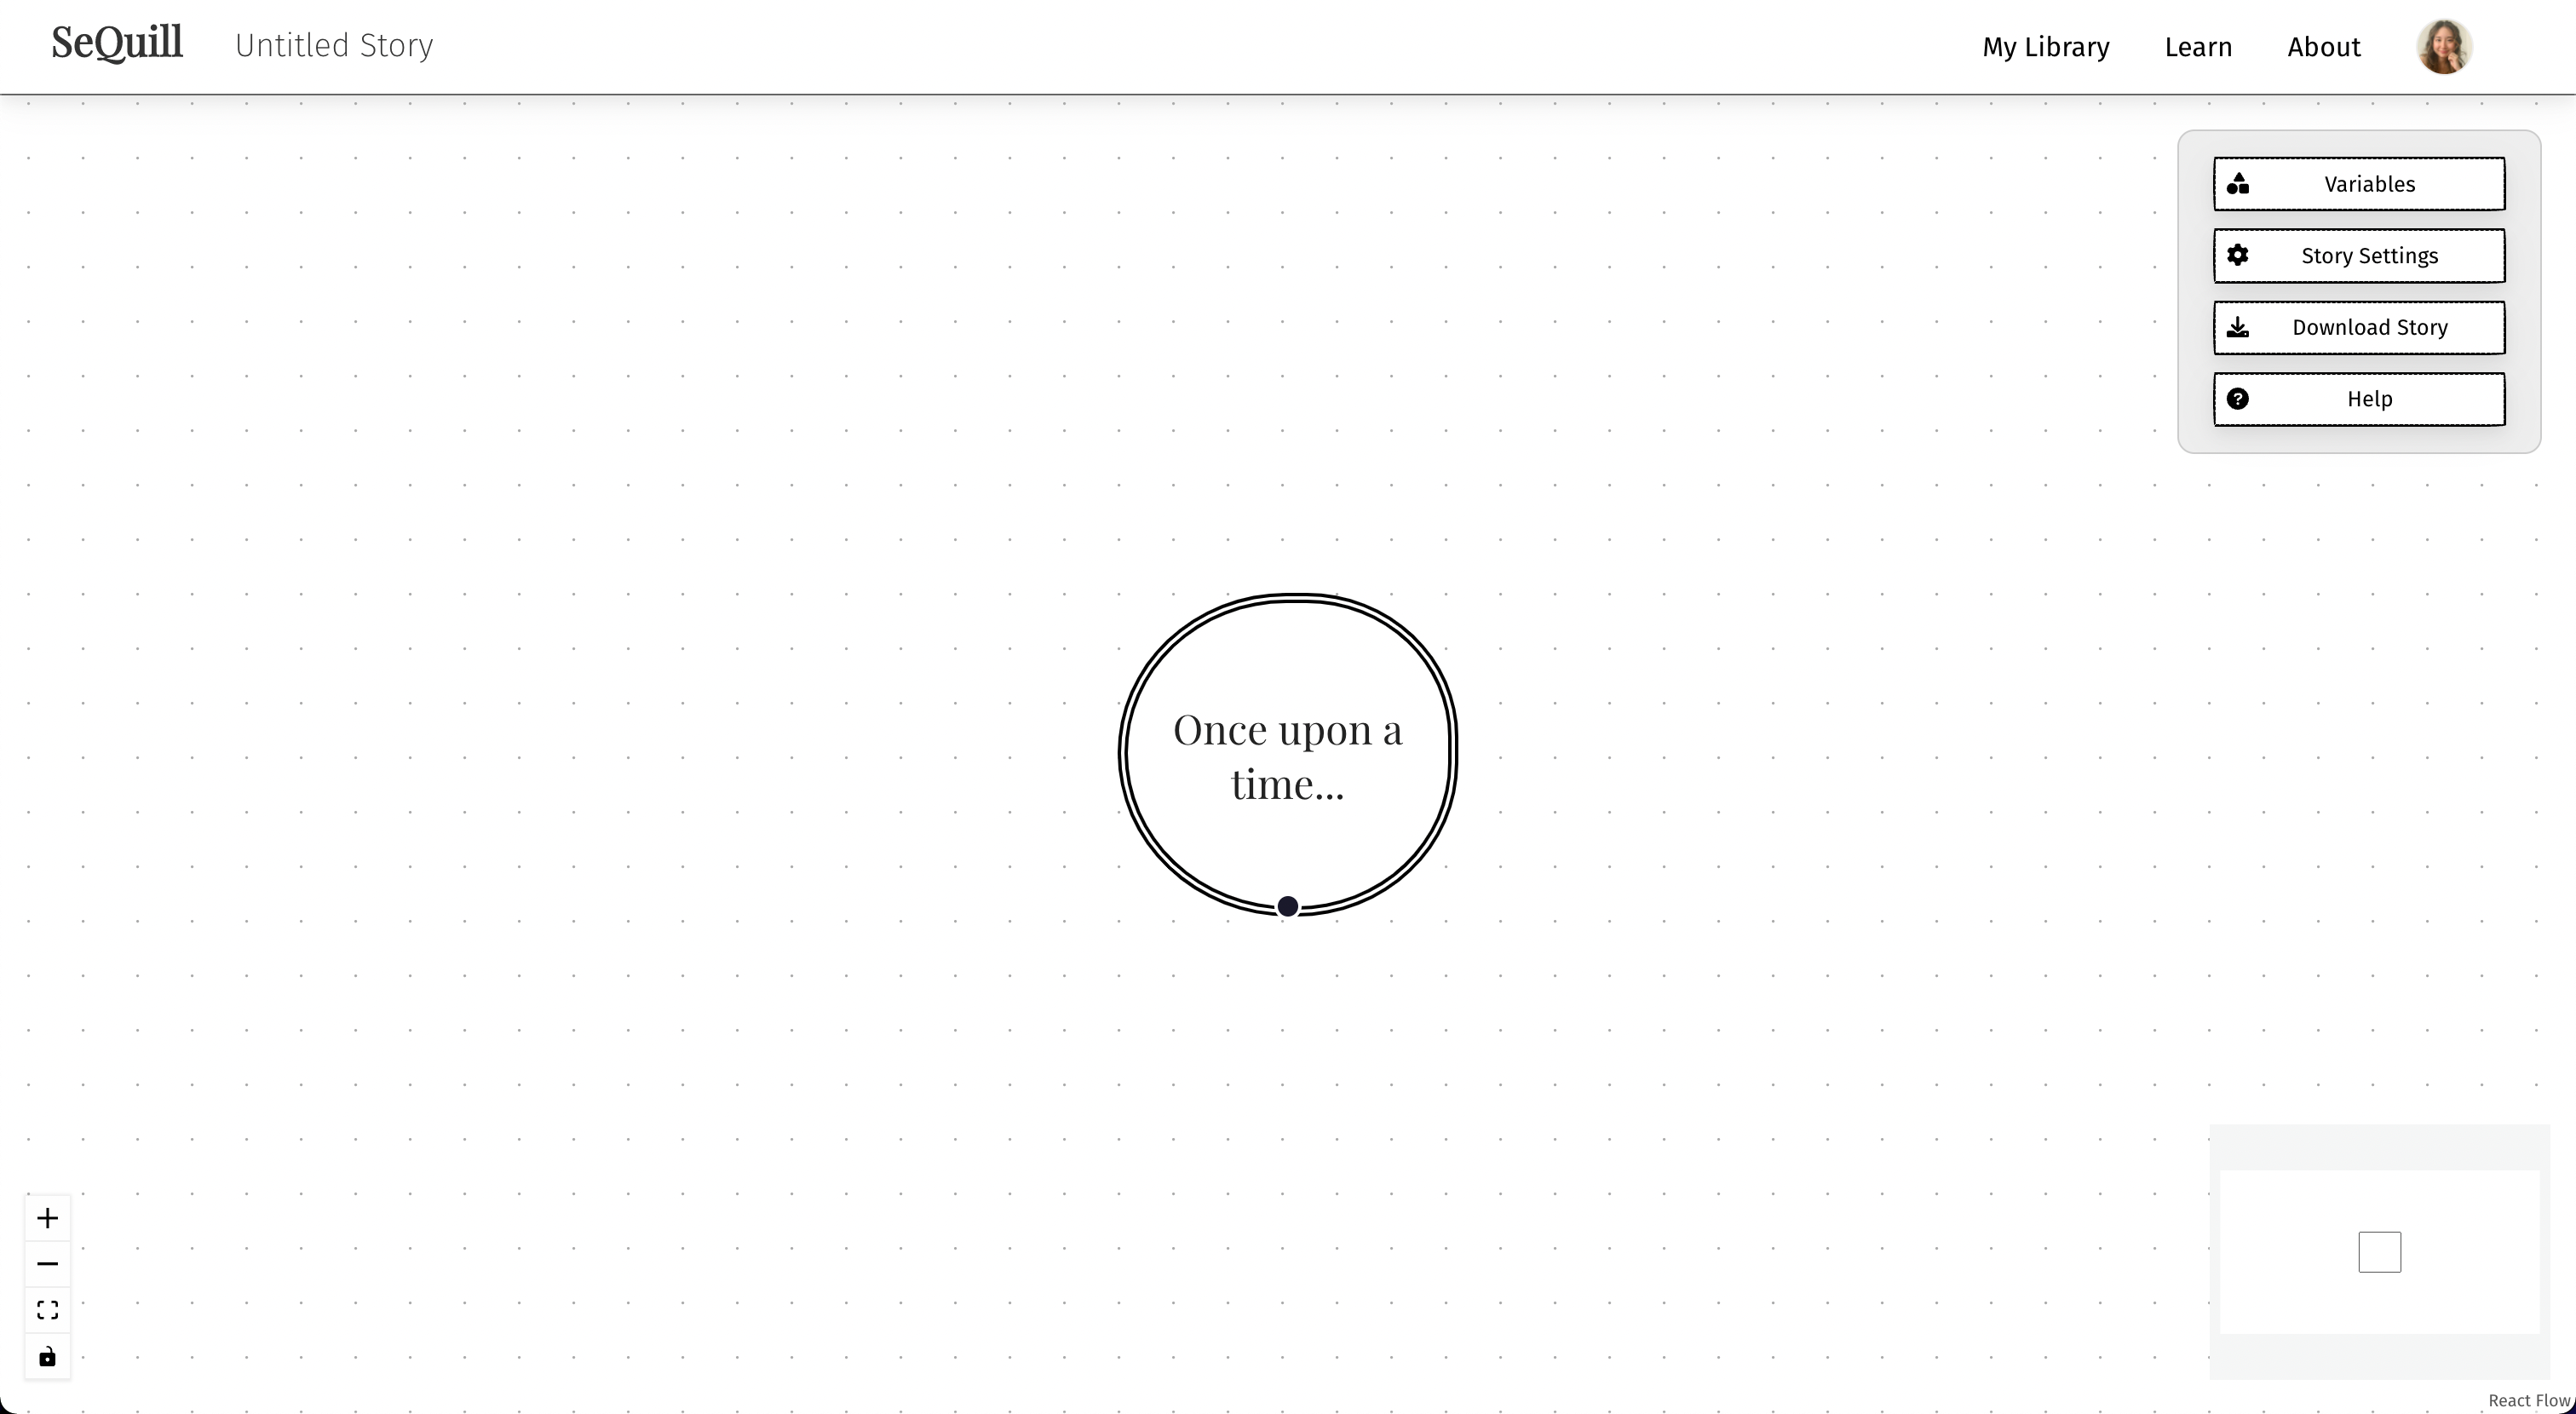 SeQuill
Untitled Story
My Library
Learn
About
Variables
Story Settings
Download Story
Help
Once upon a
time...
React Flow